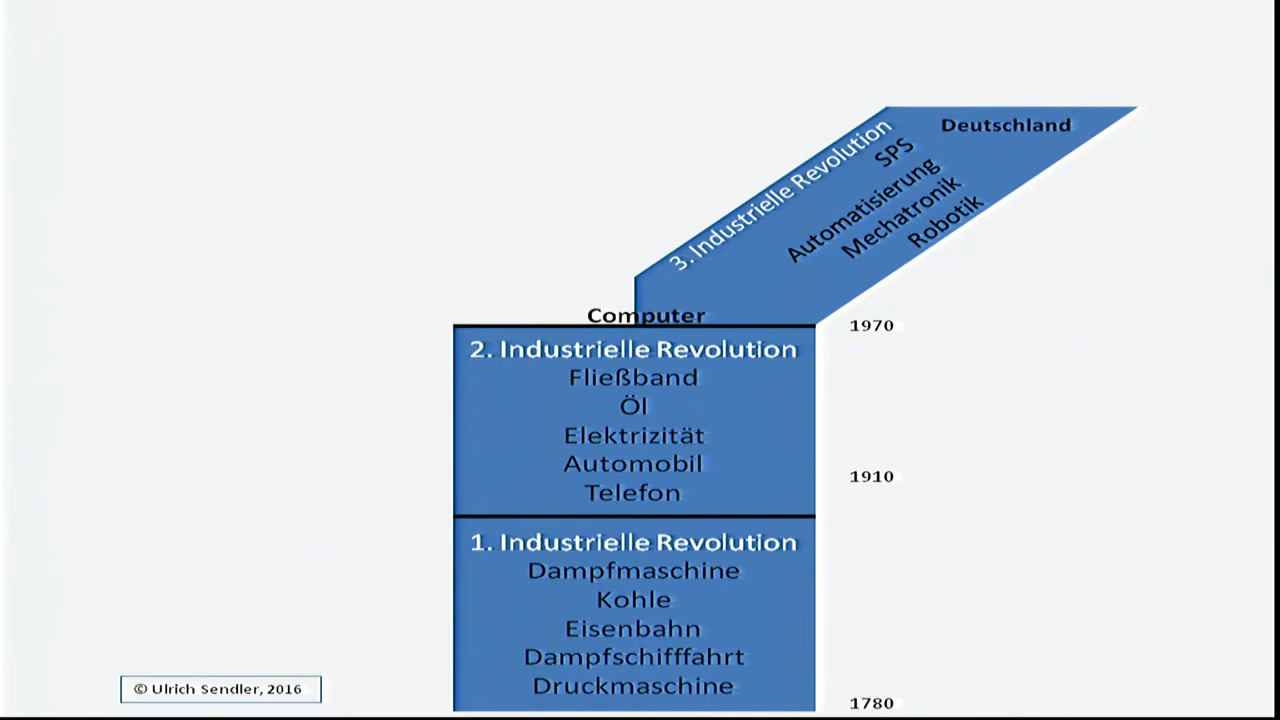 Deutschland
3. Industrielle Revolution
SPS
Automatisierung
Mechatronik
Robotik
Computer
1970
2. Industrielle Revolution
Fließband
Öl
Elektrizität
Automobil
1910
Telefon
1. Industrielle Revolution
Dampfmaschine
Kohle
Eisenbahn
Dampfschifffahrt
Druckmaschine
© Ulrich Sendler, 2016
1780